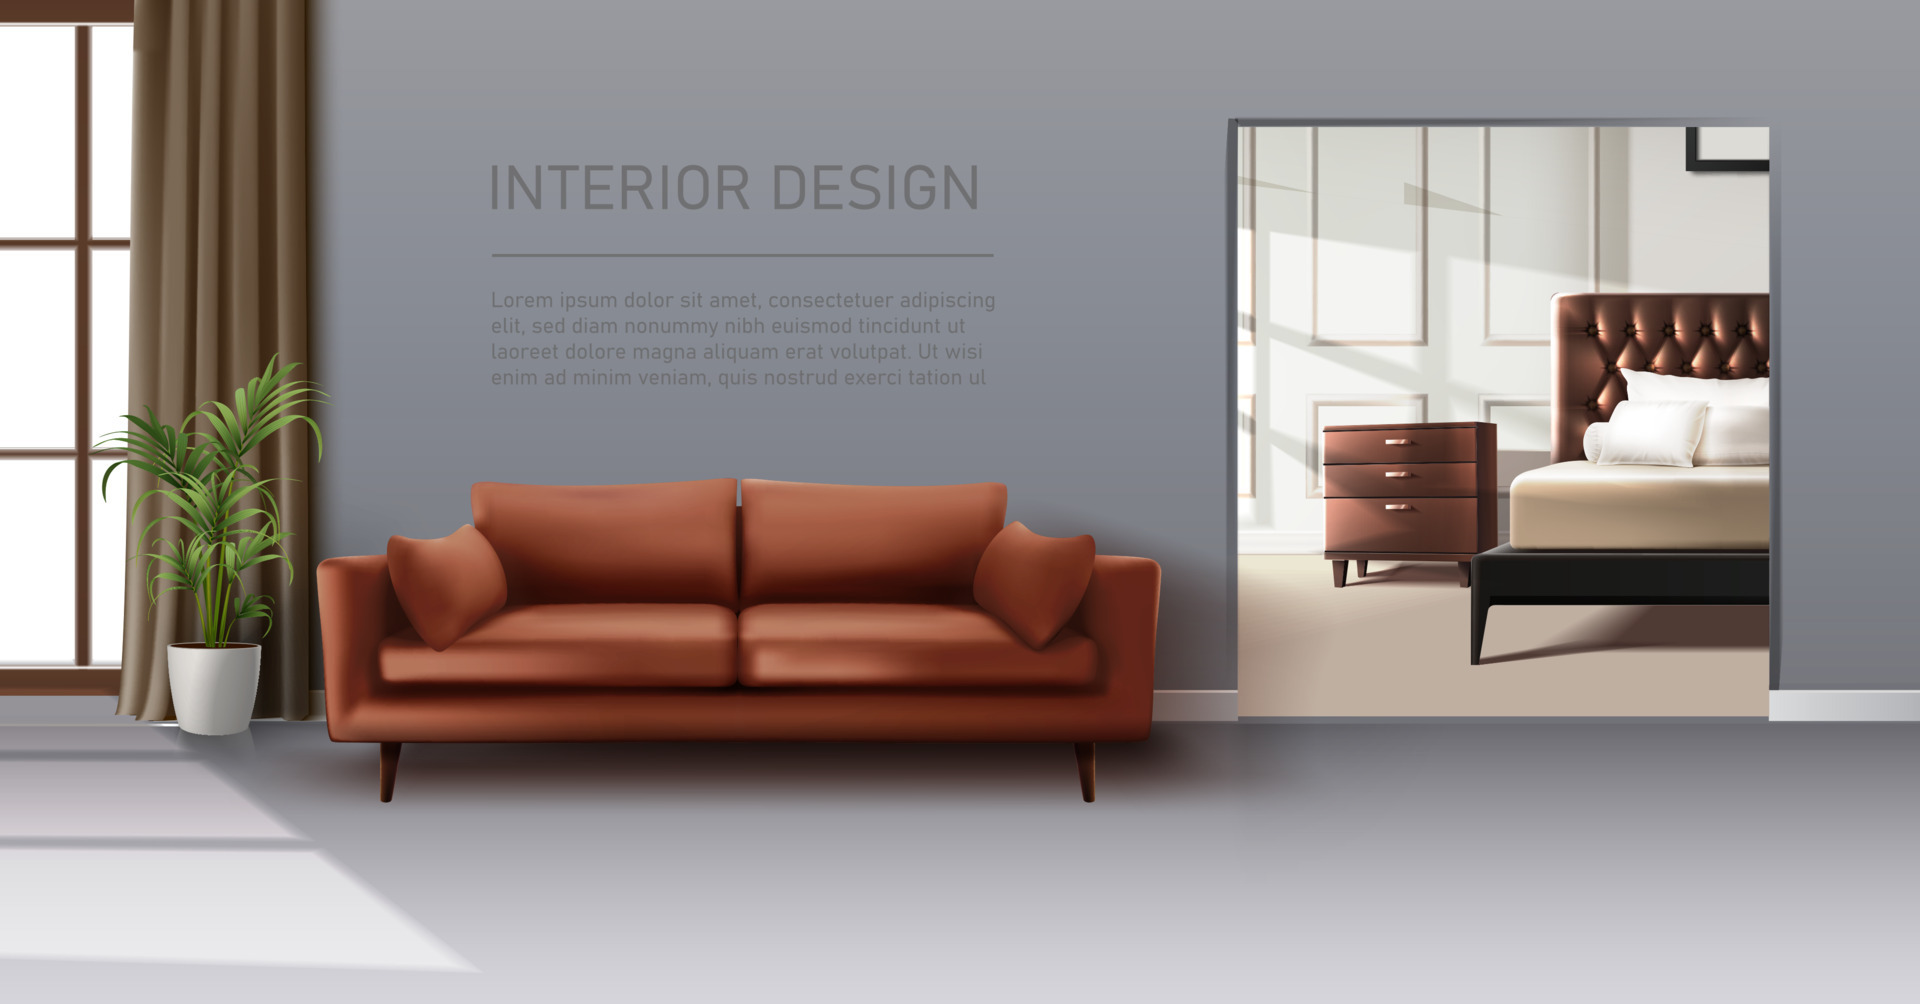 INTERIOR DESIGN
Lorem ipsum dolor sit amet, consectetuer adipiscing
elit, sed diam nonummy nibh euismod tincidunt ut
laoreet dolore magna aliquam erat volutpat. Ut wisi
enim ad minim veniam, quis nostrud exerci tation ul